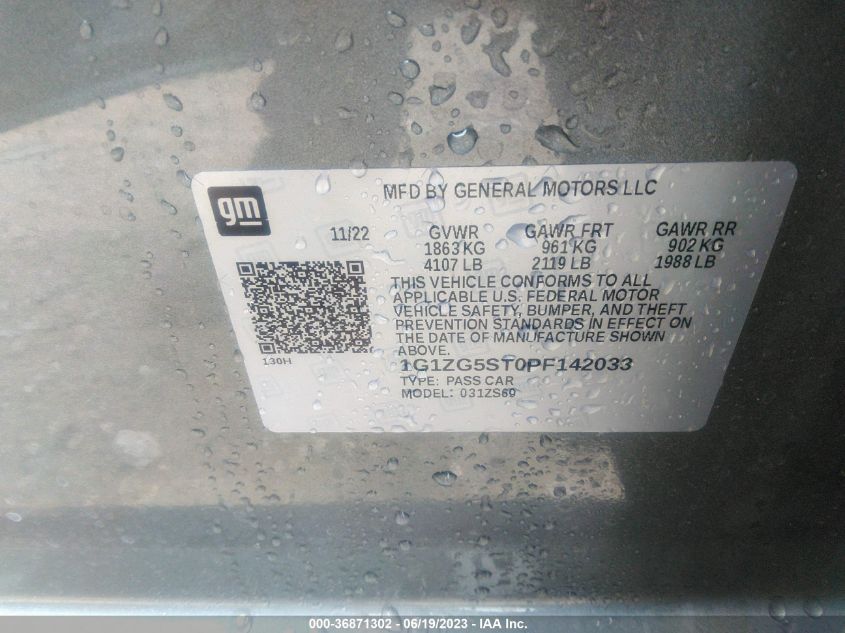 MFD BY GENERAL MOTORS LLC
gm
11/22 GVWR GAWR FRT GAWR RR
1863 KG 961 KG 902 KG
4107 LB 2119 LB 1988 LB
THIS VEHICLE CONFORMS TO ALL
APPLICABLE U.S. FEDERAL MOTOR
VEHICLE SAFETY, BUMPER, AND THEFT
PREVENTION STANDARDS IN EFFECT ON
THE DATE OF MANUFACTURE SHOWN
ABOVE.
130H
1G1ZG5ST0PF142033
TYPE: PASS CAR
MODEL: 031ZS69
000-36871302 - 06/19/2023 - IAA Inc.